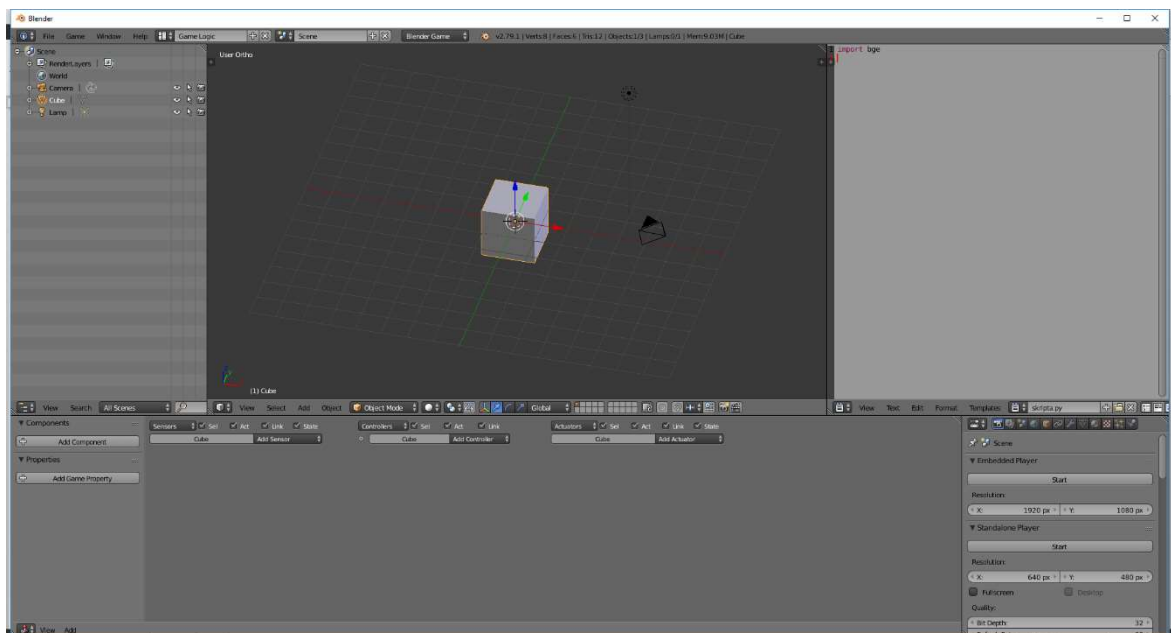 Blender
File Game Window Help Game Logic Scene Blender Game v2.79.1 | Verts:8 | Faces:6 | Tris:12 | Objects:1/3 | Lamps:0/1 | Mem:9.03M | Cube
Scene
RenderLayers
World
Camera
Cube
Lamp
User Ortho
(1) Cube
1 import bge
View Search All Scenes
View Select Add Object Object Mode Global
View Text Edit Format Templates skripta.py
Components
Add Component
Properties
Add Game Property
Sensors Sel Act Link State
Cube Add Sensor
Controllers Sel Act Link
Cube Add Controller
Actuators Sel Act Link State
Cube Add Actuator
Scene
Embedded Player
Start
Resolution:
X: 1920 px Y: 1080 px
Standalone Player
Start
Resolution:
X: 640 px Y: 480 px
Fullscreen Desktop
Quality:
Bit Depth: 32
View Add